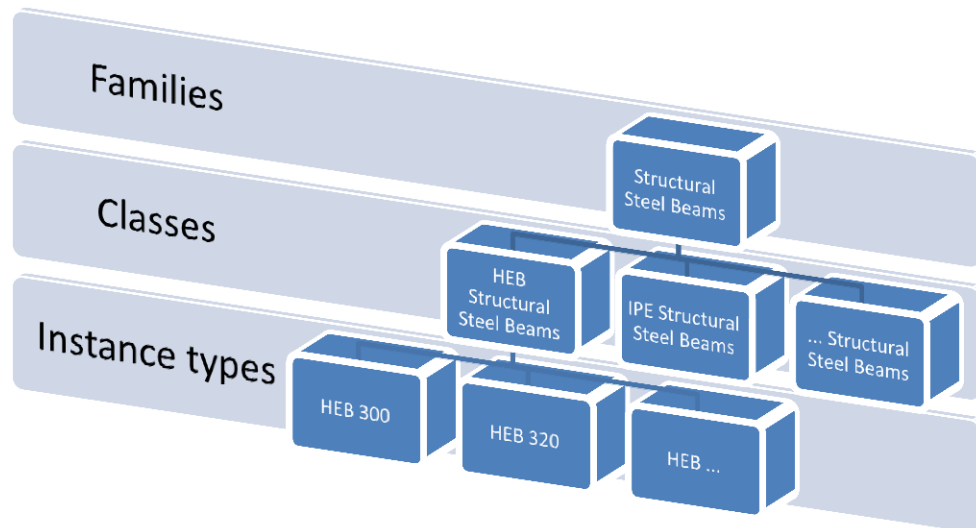 Families
Structural
Steel Beams
Classes
HEB
Structural
Steel Beams
IPE Structural
Steel Beams
... Structural
Steel Beams
Instance types
HEB 300
HEB 320
HEB ...